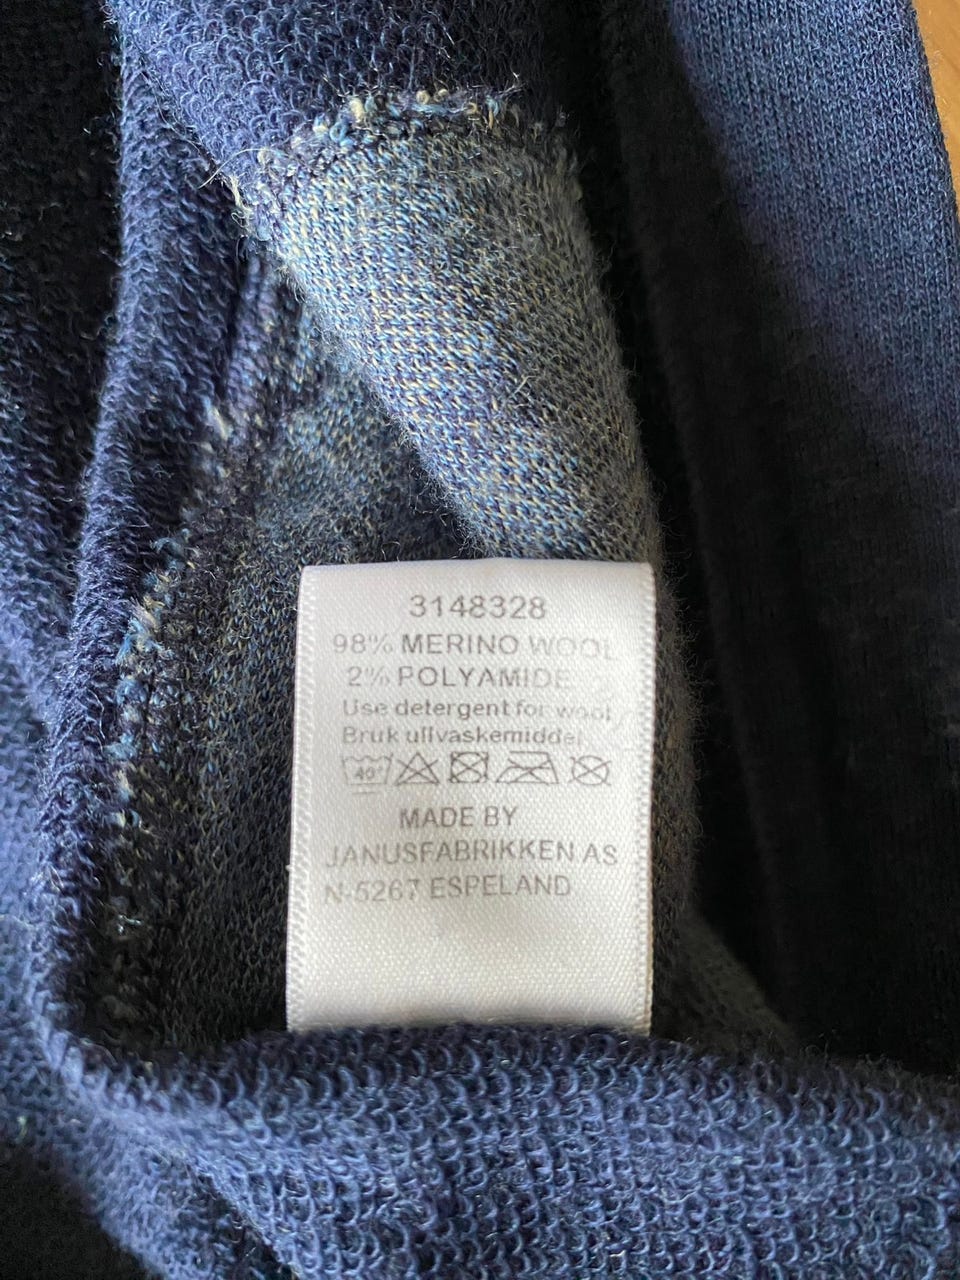 3148328
98% MERINO WOOL
2% POLYAMIDE
Use detergent for wool/
Bruk ullvaskemiddel
40°
MADE BY
JANUSFABRIKKEN AS
N-5267 ESPELAND